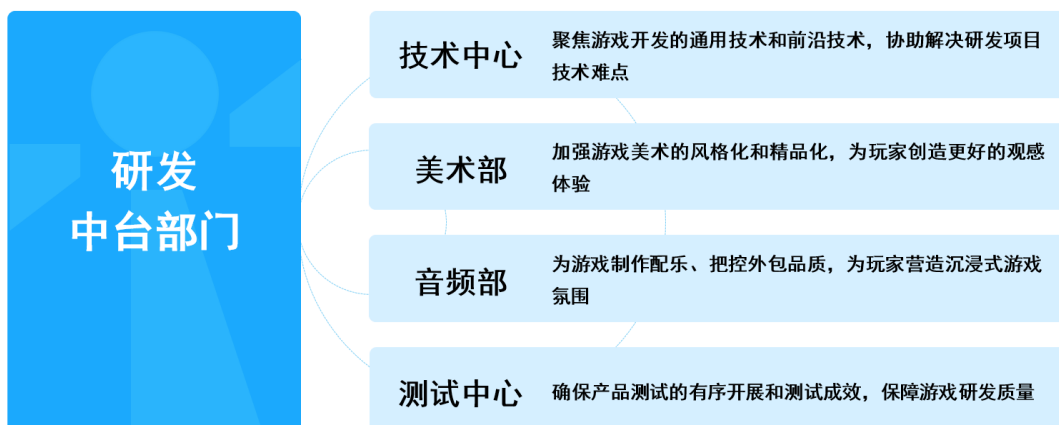 研发
中台部门
技术中心
聚焦游戏开发的通用技术和前沿技术，协助解决研发项目
技术难点
美术部
加强游戏美术的风格化和精品化，为玩家创造更好的观感
体验
音频部
为游戏制作配乐、把控外包品质，为玩家营造沉浸式游戏
氛围
测试中心
确保产品测试的有序开展和测试成效，保障游戏研发质量